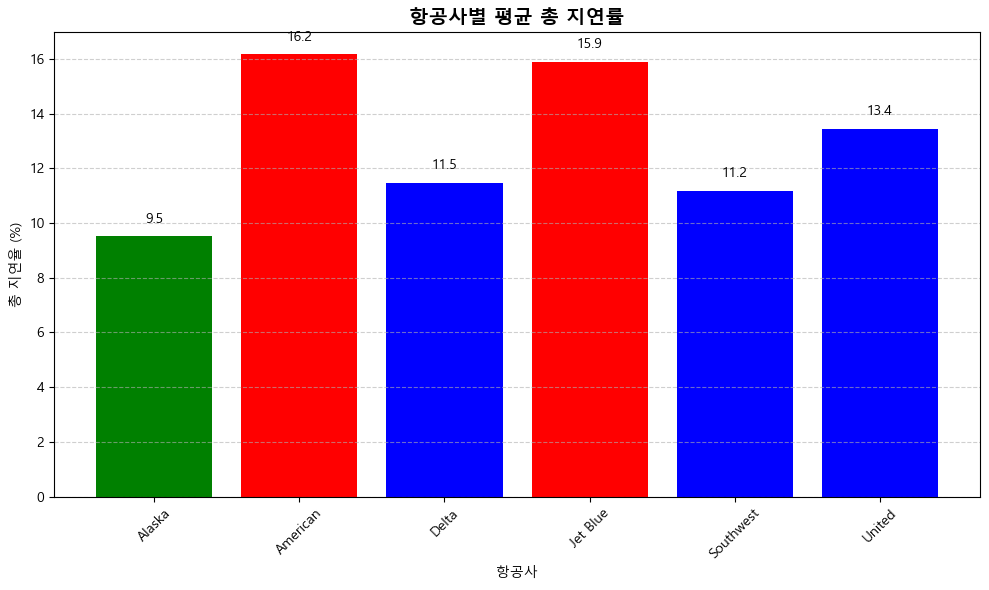 항공사별 평균 총 지연률
총 지연율 (%)
16
14
12
10
8
6
4
2
0
9.5
16.2
11.5
15.9
11.2
13.4
Alaska
American
Delta
Jet Blue
Southwest
United
항공사